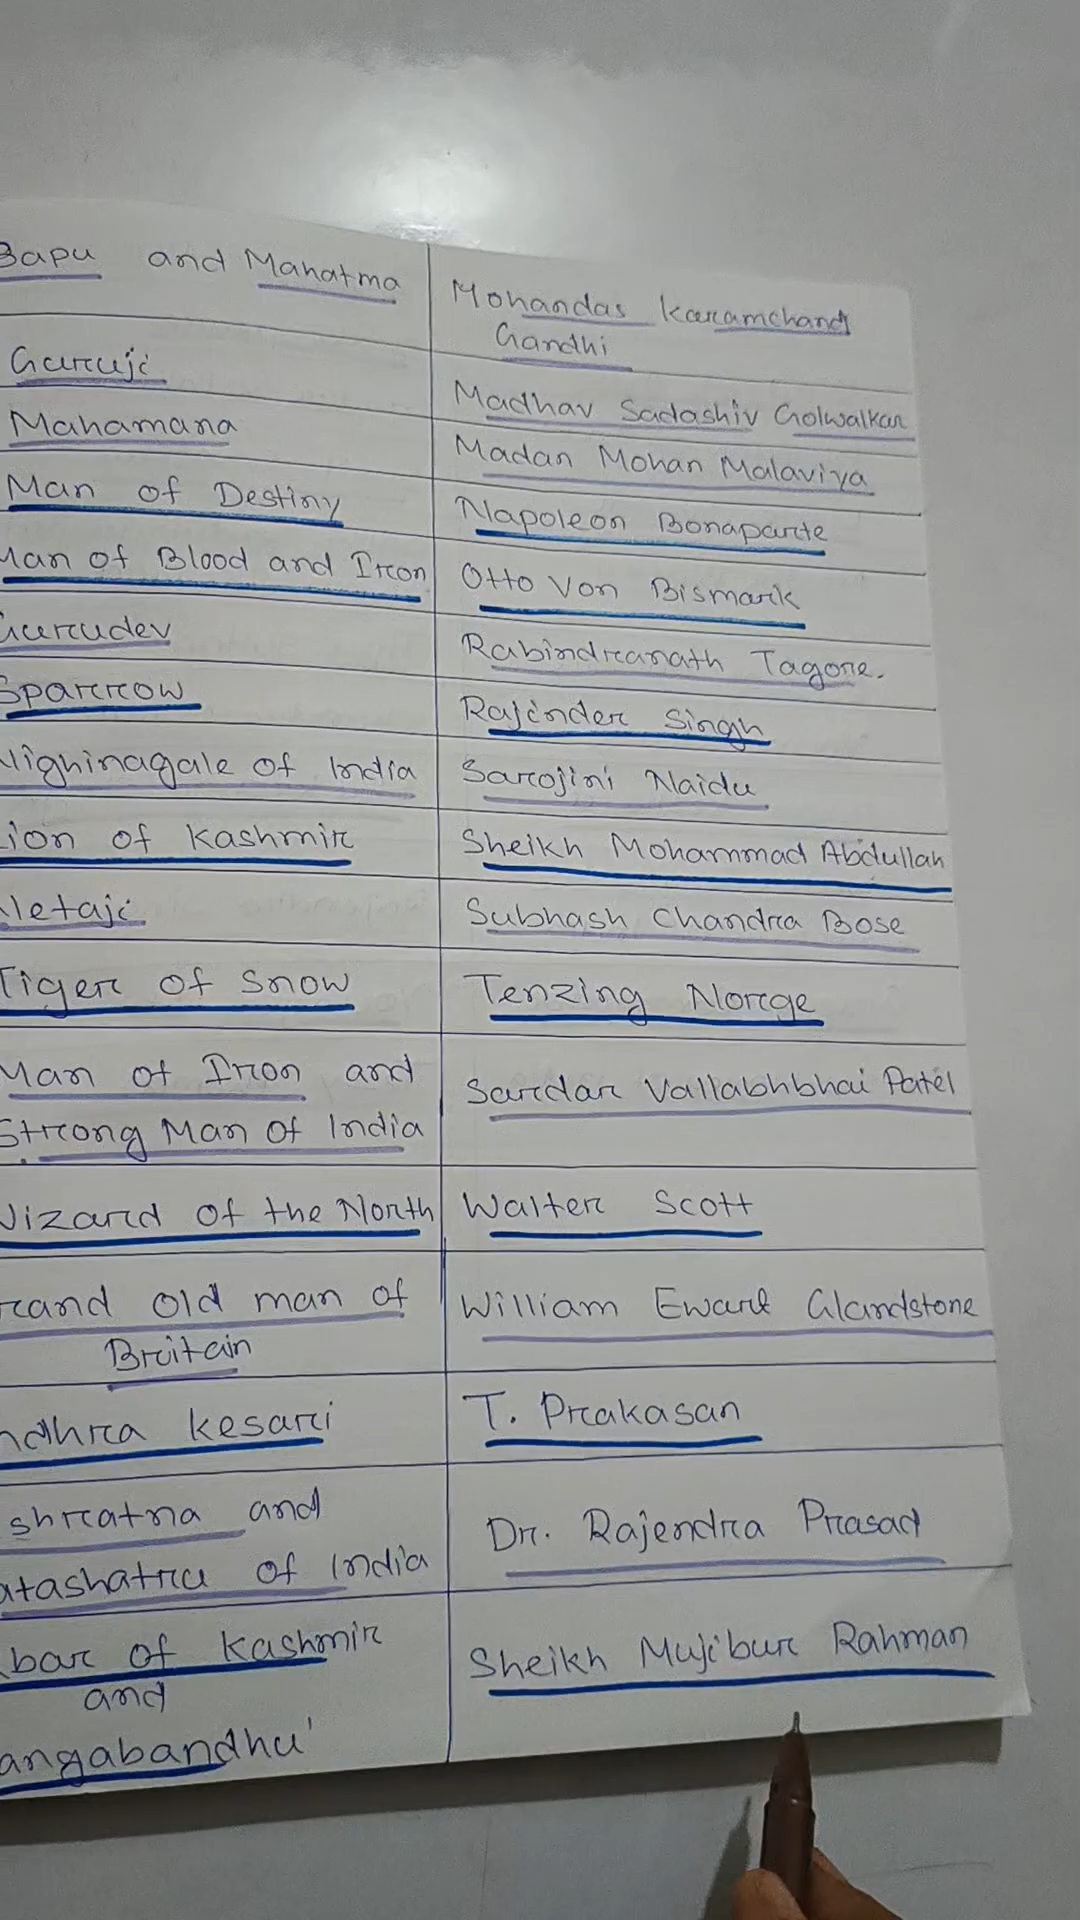 Bapu and Mahatma
Mohandas Karamchand
Gandhi
Guruji
Madhav Sadashiv Golwalkar
Mahamana
Madan Mohan Malaviya
Man of Destiny
Napoleon Bonaparte
Man of Blood and Iron
Otto Von Bismark
Gurudev
Rabindranath Tagore.
Sparrow
Rajinder Singh
Nighinagale of India
Sarojini Naidu
Lion of Kashmir
Sheikh Mohammad Abdullah
Netaji
Subhash Chandra Bose
Tiger of Snow
Tenzing Norge
Man of Iron and
Strong Man of India
Sardar Vallabhbhai Patel
Wizard of the North
Walter Scott
rand old man of
Britain
William Ewart Glandstone
ndhra kesari
T. Prakasan
shratna and
atashatru of India
Dr. Rajendra Prasad
bar of Kashmir
and
angabandhu'
Sheikh Mujibur Rahman